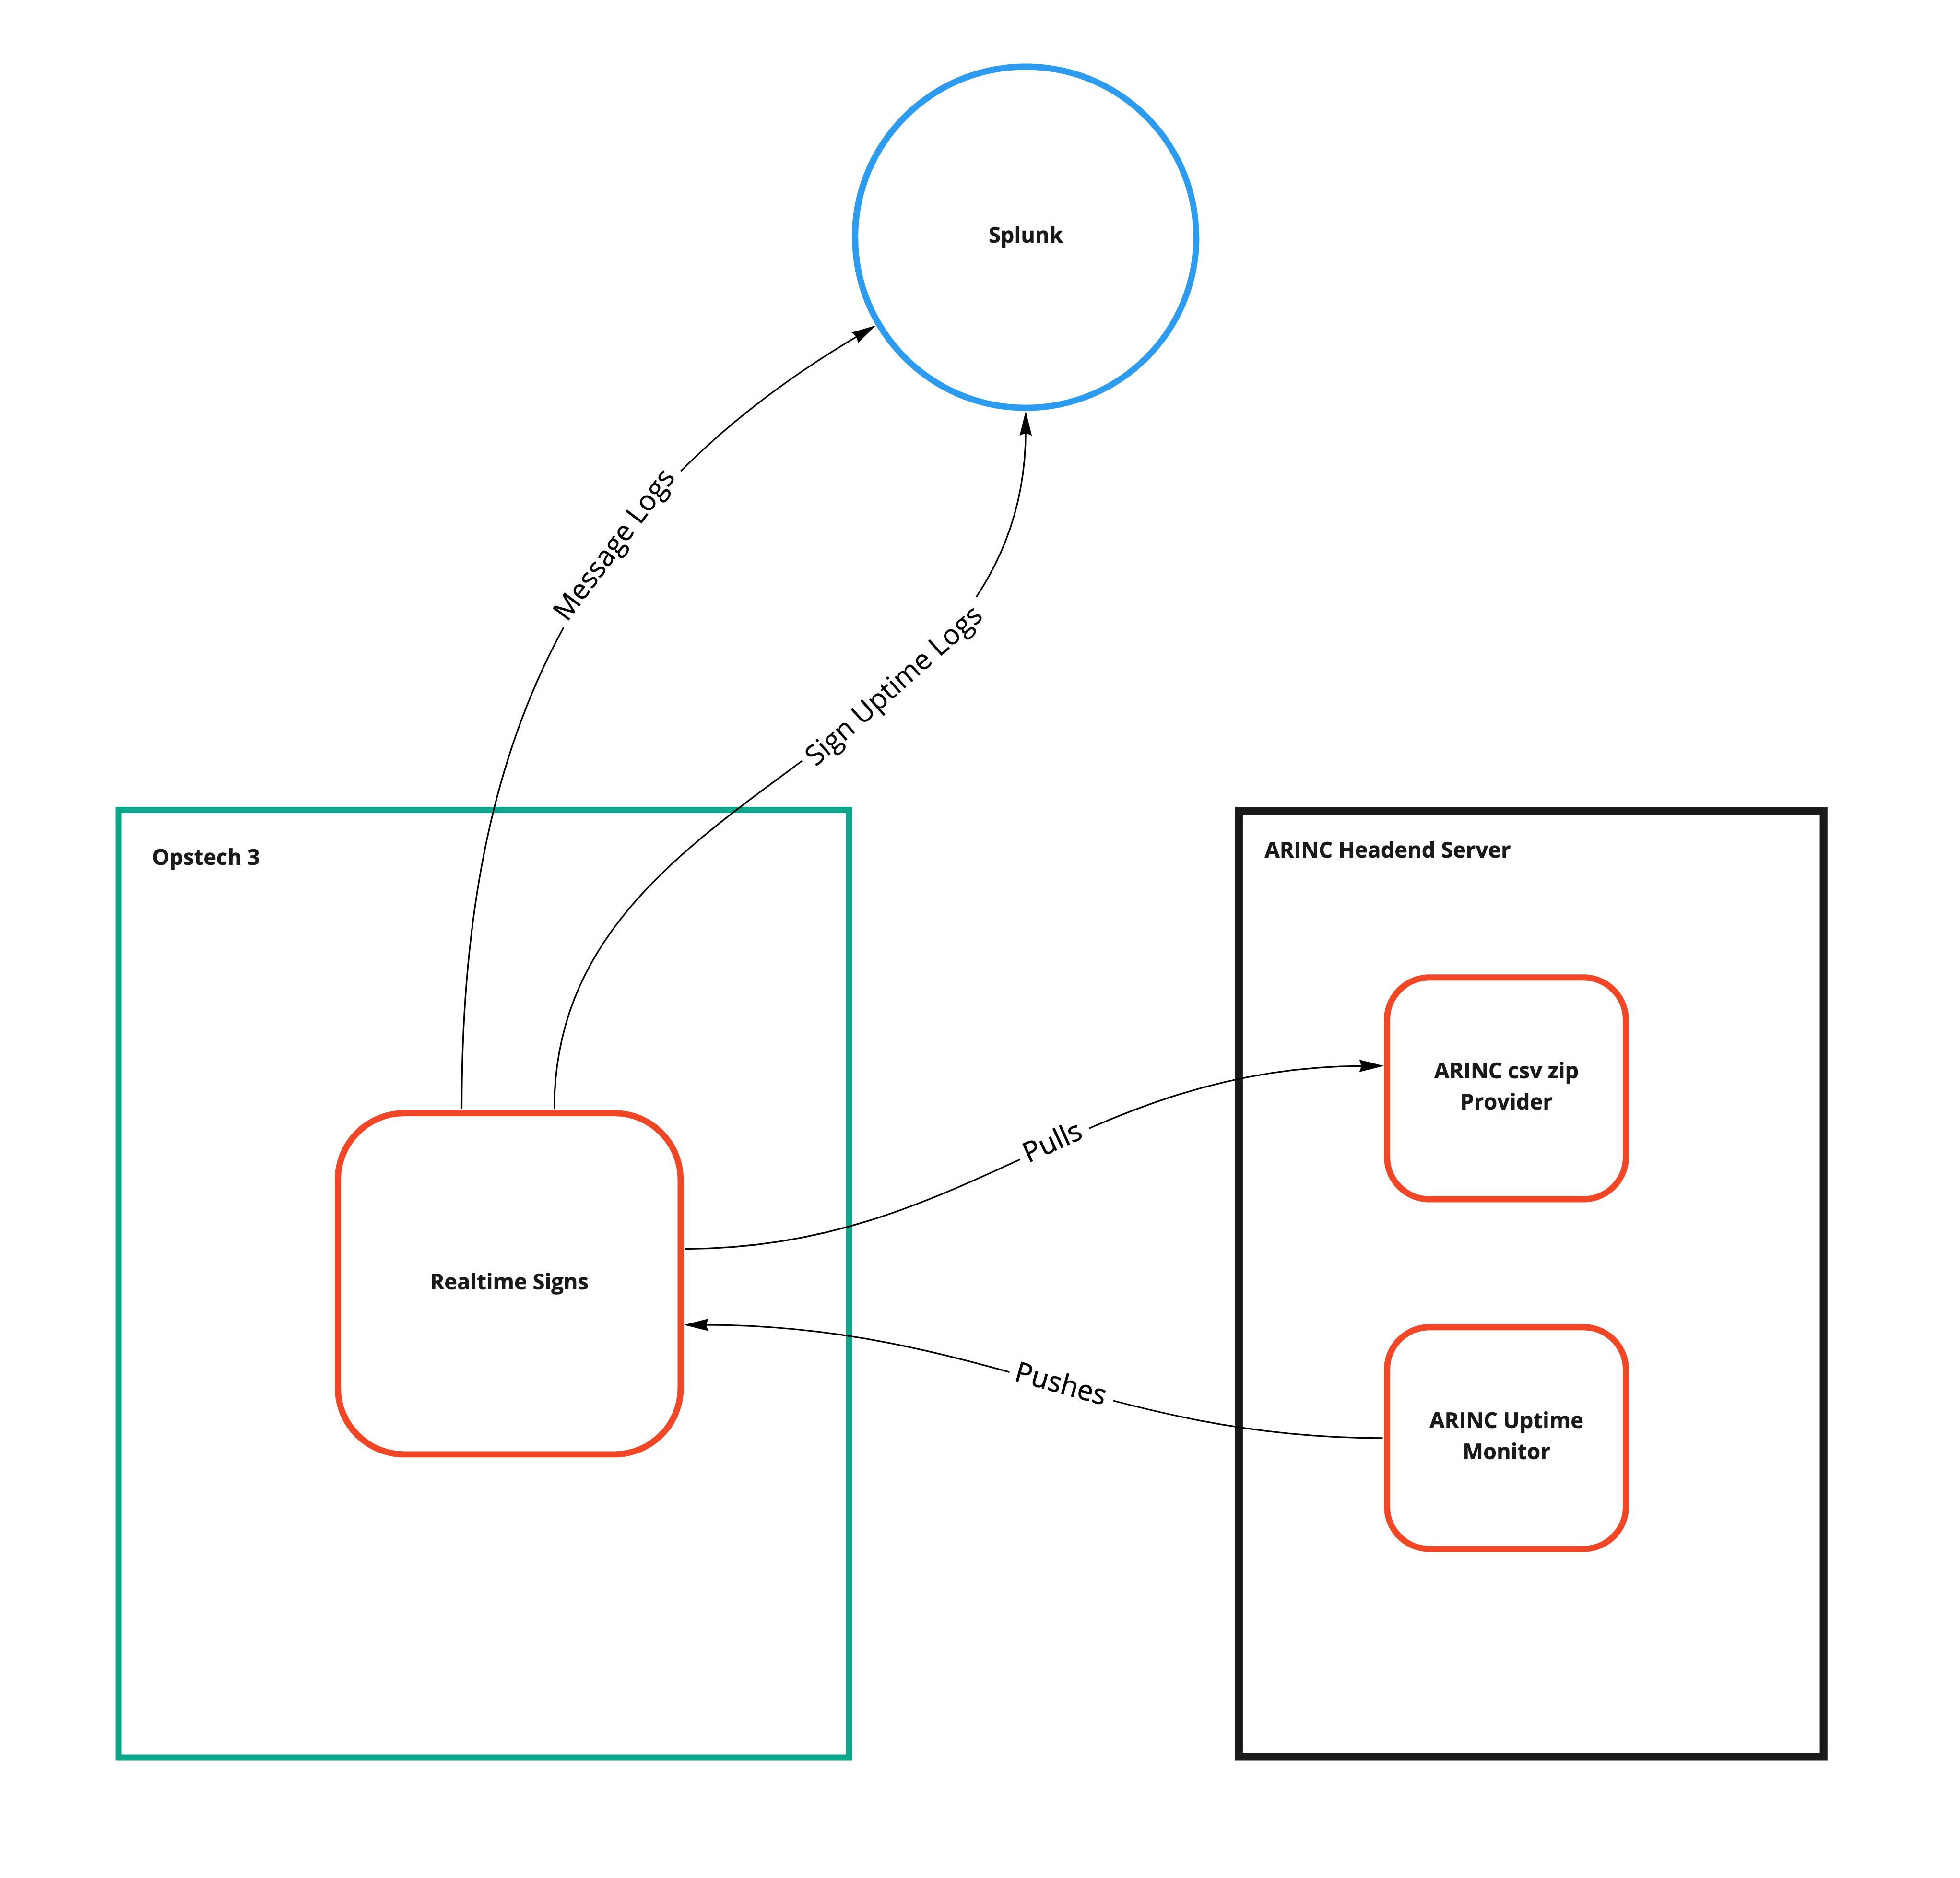 Splunk
Message Logs
Sign Uptime Logs
Opstech 3
ARINC Headend Server
ARINC csv zip
Provider
Pulls
Realtime Signs
Pushes
ARINC Uptime
Monitor